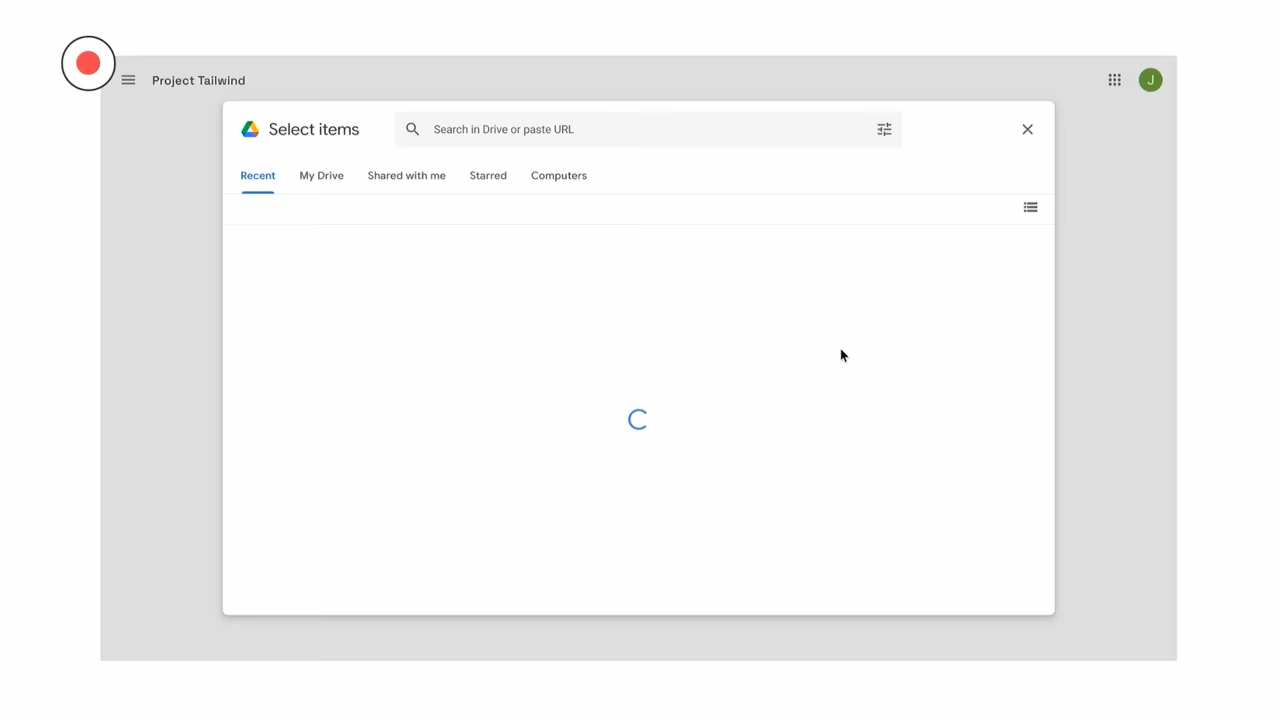 Project Tailwind
J
Select items
Search in Drive or paste URL
Recent My Drive Shared with me Starred Computers